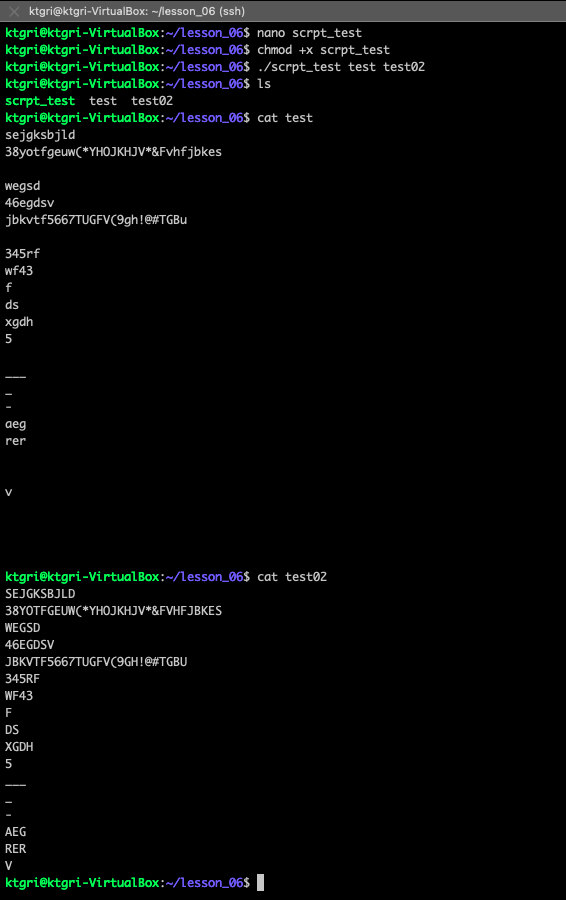 ktgri@ktgri-VirtualBox: ~/lesson_06 (ssh)
ktgri@ktgri-VirtualBox:~/lesson_06$ nano scrpt_test
ktgri@ktgri-VirtualBox:~/lesson_06$ chmod +x scrpt_test
ktgri@ktgri-VirtualBox:~/lesson_06$ ./scrpt_test test test02
ktgri@ktgri-VirtualBox:~/lesson_06$ ls
scrpt_test  test  test02
ktgri@ktgri-VirtualBox:~/lesson_06$ cat test
sejgksbjld
38yotfgeuw(*YHOJKHJV*&Fvhfjbkes
wegsd
46egdsv
jbkvtf5667TUGFV(9gh!@#TGBu
345rf
wf43
f
ds
xgdh
5
___
_
-
aeg
rer
v
ktgri@ktgri-VirtualBox:~/lesson_06$ cat test02
SEJGKSBJLD
38YOTFGEUW(*YHOJKHJV*&FVHFJBKES
WEGSD
46EGDSV
JBKVTF5667TUGFV(9GH!@#TGBU
345RF
WF43
F
DS
XGDH
5
___
_
-
AEG
RER
V
ktgri@ktgri-VirtualBox:~/lesson_06$